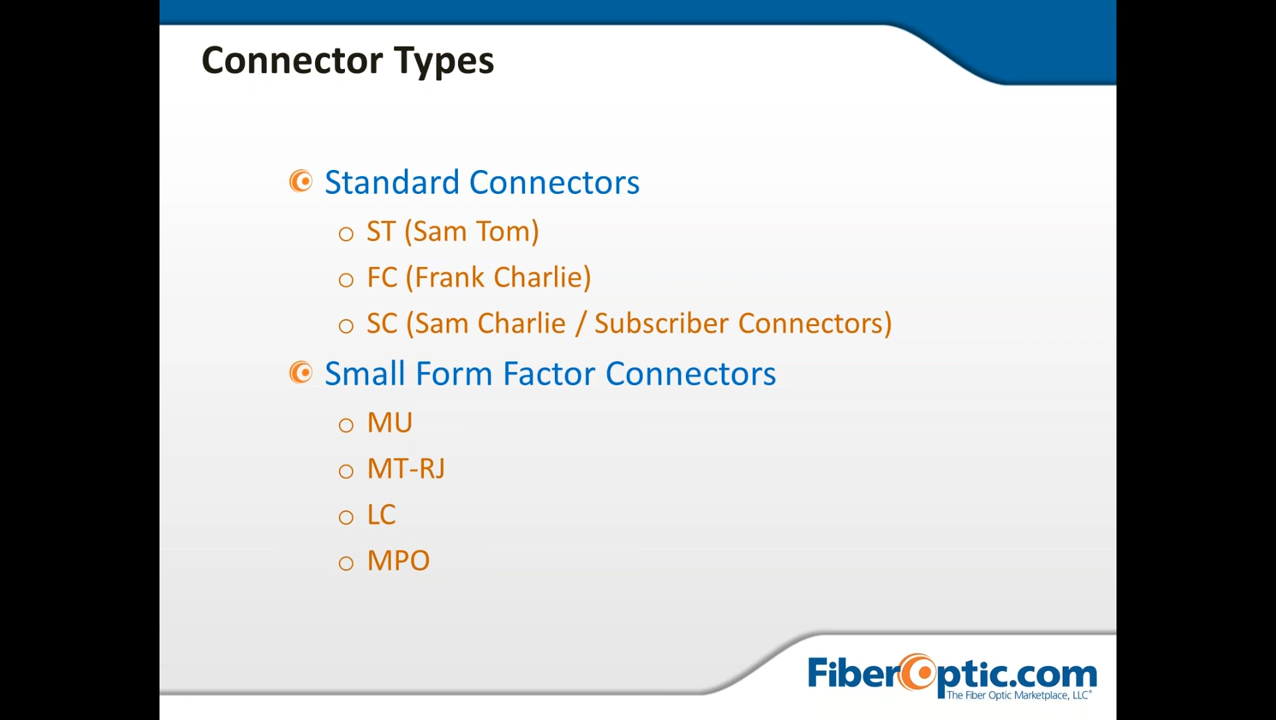 Connector Types
Standard Connectors
ST (Sam Tom)
FC (Frank Charlie)
SC (Sam Charlie / Subscriber Connectors)
Small Form Factor Connectors
MU
MT-RJ
LC
MPO
FiberOptic.com
The Fiber Optic Marketplace, LLC®